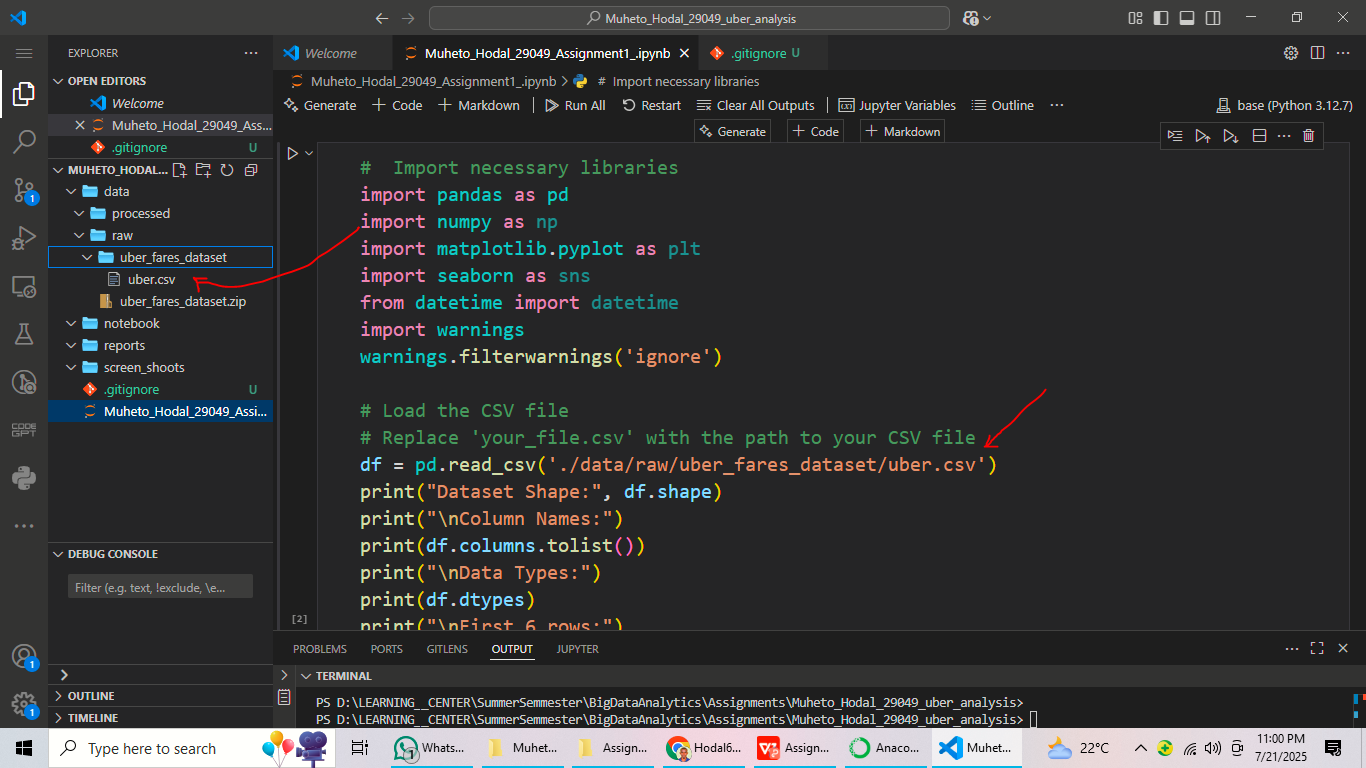 Muheto_Hodal_29049_uber_analysis
EXPLORER
OPEN EDITORS
Welcome
Muheto_Hodal_29049_Ass...
.gitignore U
MUHETO_HODAL...
data
processed
raw
uber_fares_dataset
uber.csv
uber_fares_dataset.zip
notebook
reports
screen_shoots
.gitignore U
Muheto_Hodal_29049_Assi...
DEBUG CONSOLE
Filter (e.g. text, !exclude, \e...
OUTLINE
TIMELINE
1
CODE GPT
1
1
Welcome Muheto_Hodal_29049_Assignment1_.ipynb .gitignore U
Muheto_Hodal_29049_Assignment1_.ipynb > # Import necessary libraries
Generate + Code + Markdown Run All Restart Clear All Outputs Jupyter Variables Outline ... base (Python 3.12.7)
Generate + Code + Markdown
#  Import necessary libraries
import pandas as pd
import numpy as np
import matplotlib.pyplot as plt
import seaborn as sns
from datetime import datetime
import warnings
warnings.filterwarnings('ignore')
# Load the CSV file
# Replace 'your_file.csv' with the path to your CSV file
df = pd.read_csv('./data/raw/uber_fares_dataset/uber.csv')
print("Dataset Shape:", df.shape)
print("\nColumn Names:")
print(df.columns.tolist())
print("\nData Types:")
print(df.dtypes)
print("\nFirst 6 rows:")
[2]
PROBLEMS PORTS GITLENS OUTPUT JUPYTER
TERMINAL
PS D:\LEARNING__CENTER\SummerSemmester\BigDataAnalytics\Assignments\Muheto_Hodal_29049_uber_analysis>
PS D:\LEARNING__CENTER\SummerSemmester\BigDataAnalytics\Assignments\Muheto_Hodal_29049_uber_analysis>
Type here to search
1
Whats... Muhet... Assign... Hodal6... Assign... Anaco... Muhet...
22°C
11:00 PM
7/21/2025